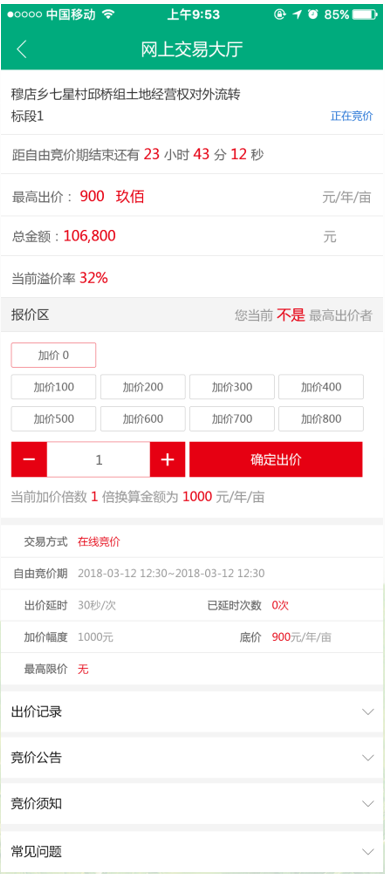 中国移动 上午9:53 85%
网上交易大厅
穆店乡七星村邱桥组土地经营权对外流转
标段1 正在竞价
距自由竞价期结束还有 23 小时 43 分 12 秒
最高出价： 900 玖佰 元/年/亩
总金额：106,800 元
当前溢价率 32%
报价区 您当前 不是 最高出价者
加价 0
加价100 加价200 加价300 加价400
加价500 加价600 加价700 加价800
− 1 + 确定出价
当前加价倍数 1 倍换算金额为 1000 元/年/亩
交易方式 在线竞价
自由竞价期 2018-03-12 12:30~2018-03-12 12:30
出价延时 30秒/次 已延时次数 0次
加价幅度 1000元 底价 900元/年/亩
最高限价 无
出价记录
竞价公告
竞价须知
常见问题